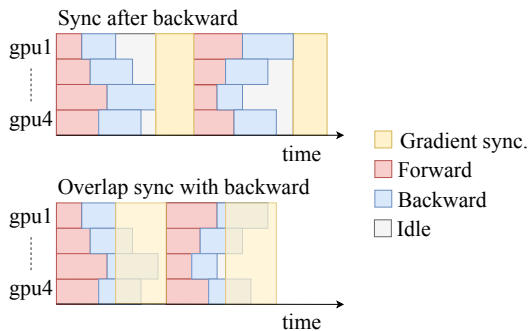 Sync after backward
gpu1
gpu4
time
Gradient sync.
Forward
Backward
Idle
Overlap sync with backward
gpu1
gpu4
time